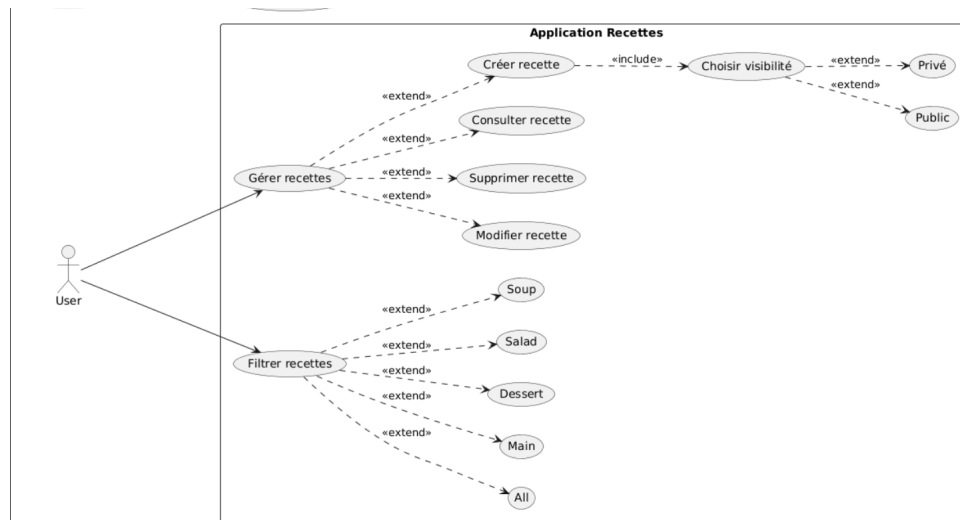 Application Recettes
Créer recette
«include»
Choisir visibilité
«extend»
Privé
«extend»
Public
«extend»
Consulter recette
«extend»
Gérer recettes
«extend»
Supprimer recette
«extend»
Modifier recette
User
Soup
«extend»
Salad
«extend»
Filtrer recettes
«extend»
Dessert
«extend»
Main
«extend»
All